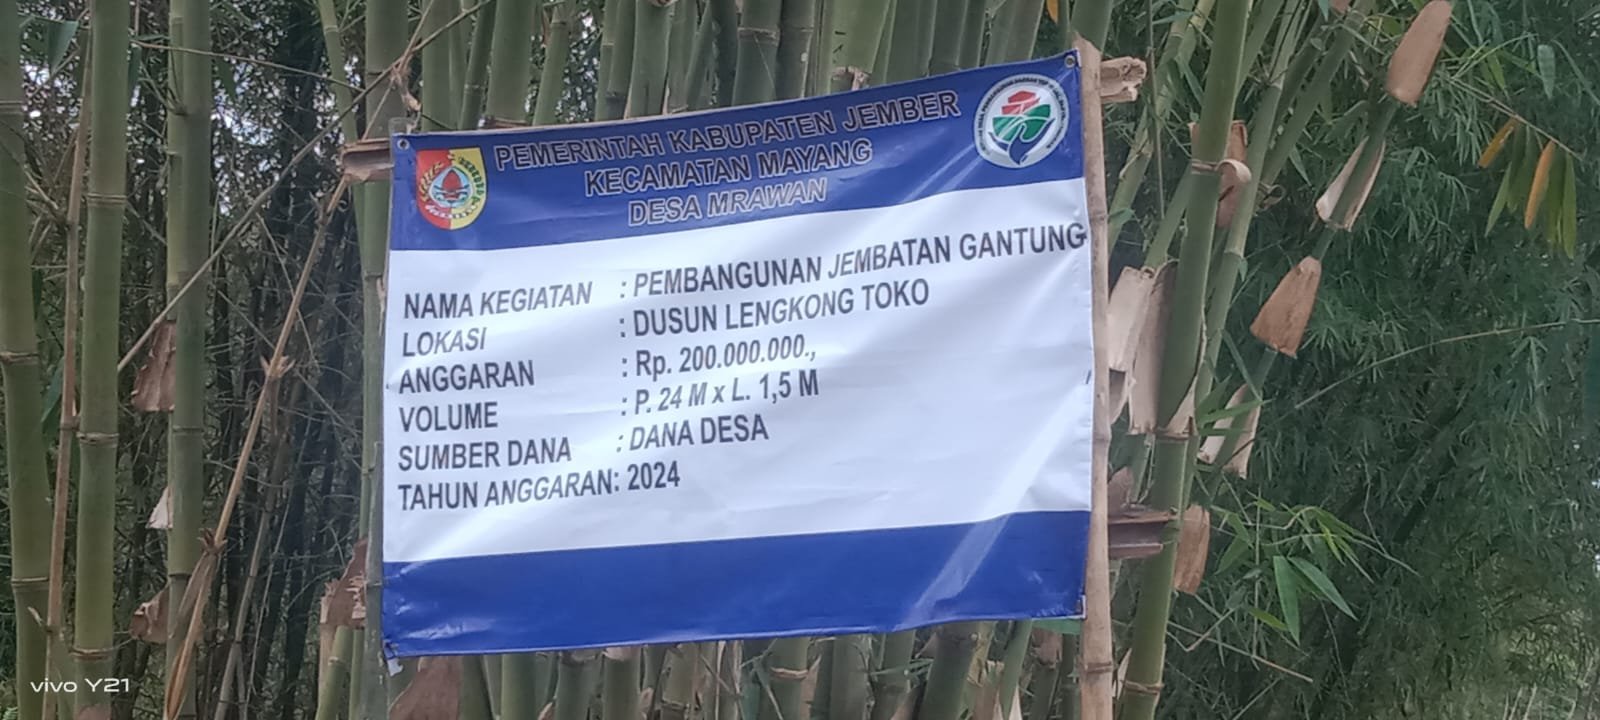 PEMERINTAH KABUPATEN JEMBER
KECAMATAN MAYANG
DESA MRAWAN
NAMA KEGIATAN : PEMBANGUNAN JEMBATAN GANTUNG
LOKASI : DUSUN LENGKONG TOKO
ANGGARAN : Rp. 200.000.000.,
VOLUME : P. 24 M x L. 1,5 M
SUMBER DANA : DANA DESA
TAHUN ANGGARAN: 2024
vivo Y21